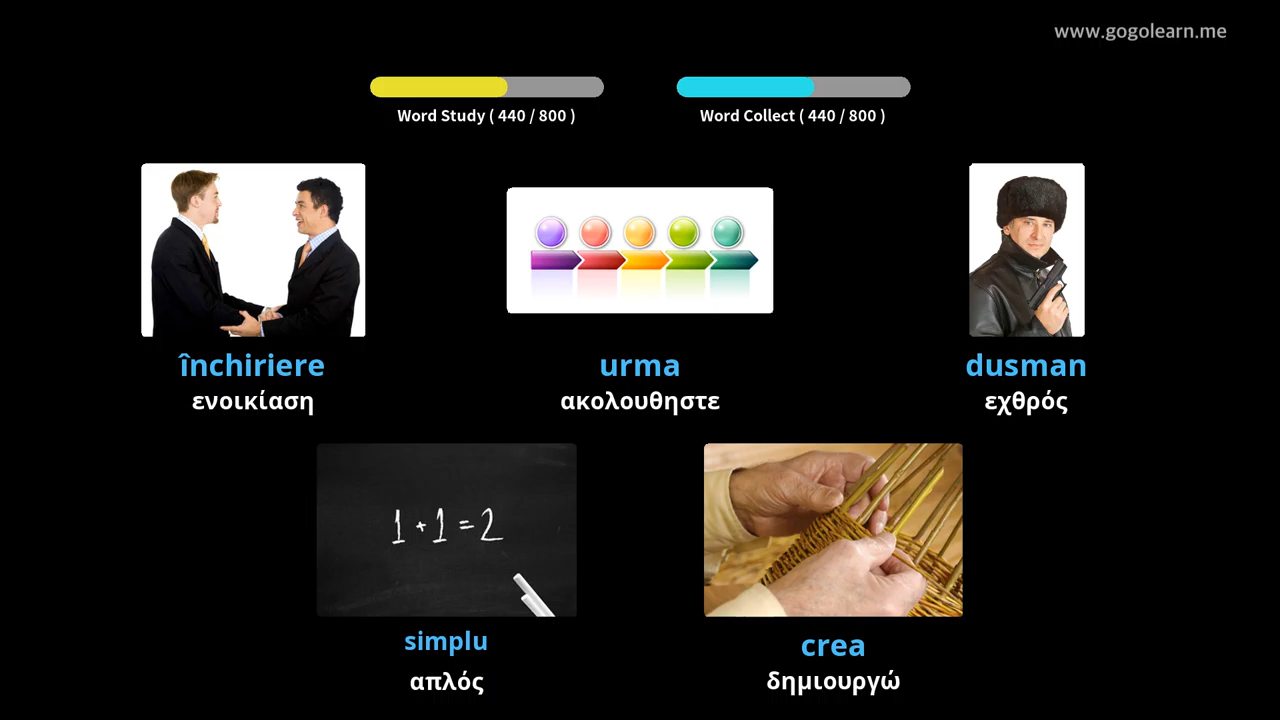 www.gogolearn.me
Word Study ( 440 / 800 )
Word Collect ( 440 / 800 )
închiriere
ενοικίαση
urma
ακολουθηστε
dusman
εχθρός
1 + 1 = 2
simplu
απλός
crea
δημιουργώ